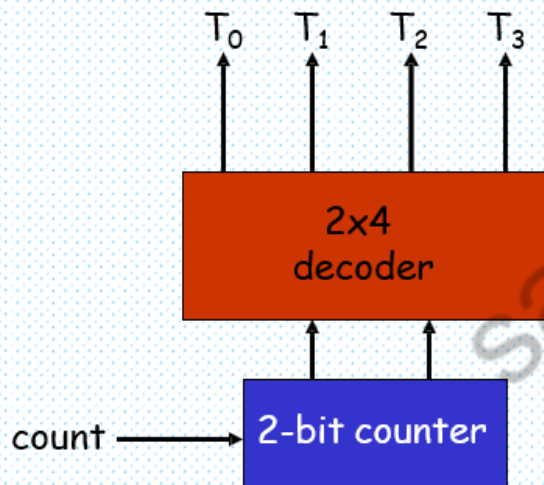 T₀ T₁ T₂ T₃
2x4
decoder
count
2-bit counter